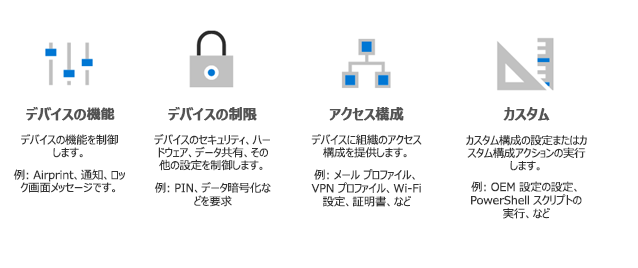 デバイスの機能
デバイスの機能を制御
します。
例: Airprint、通知、ロッ
ク画面メッセージです。
デバイスの制限
デバイスのセキュリティ、ハー
ドウェア、データ共有、その
他の設定を制御します。
例: PIN、データ暗号化な
どを要求
アクセス構成
デバイスに組織のアクセス
構成を提供します。
例: メール プロファイル、
VPN プロファイル、Wi-Fi
設定、証明書、など
カスタム
カスタム構成の設定またはカ
スタム構成アクションの実行
します。
例: OEM 設定の設定、
PowerShell スクリプトの
実行、など